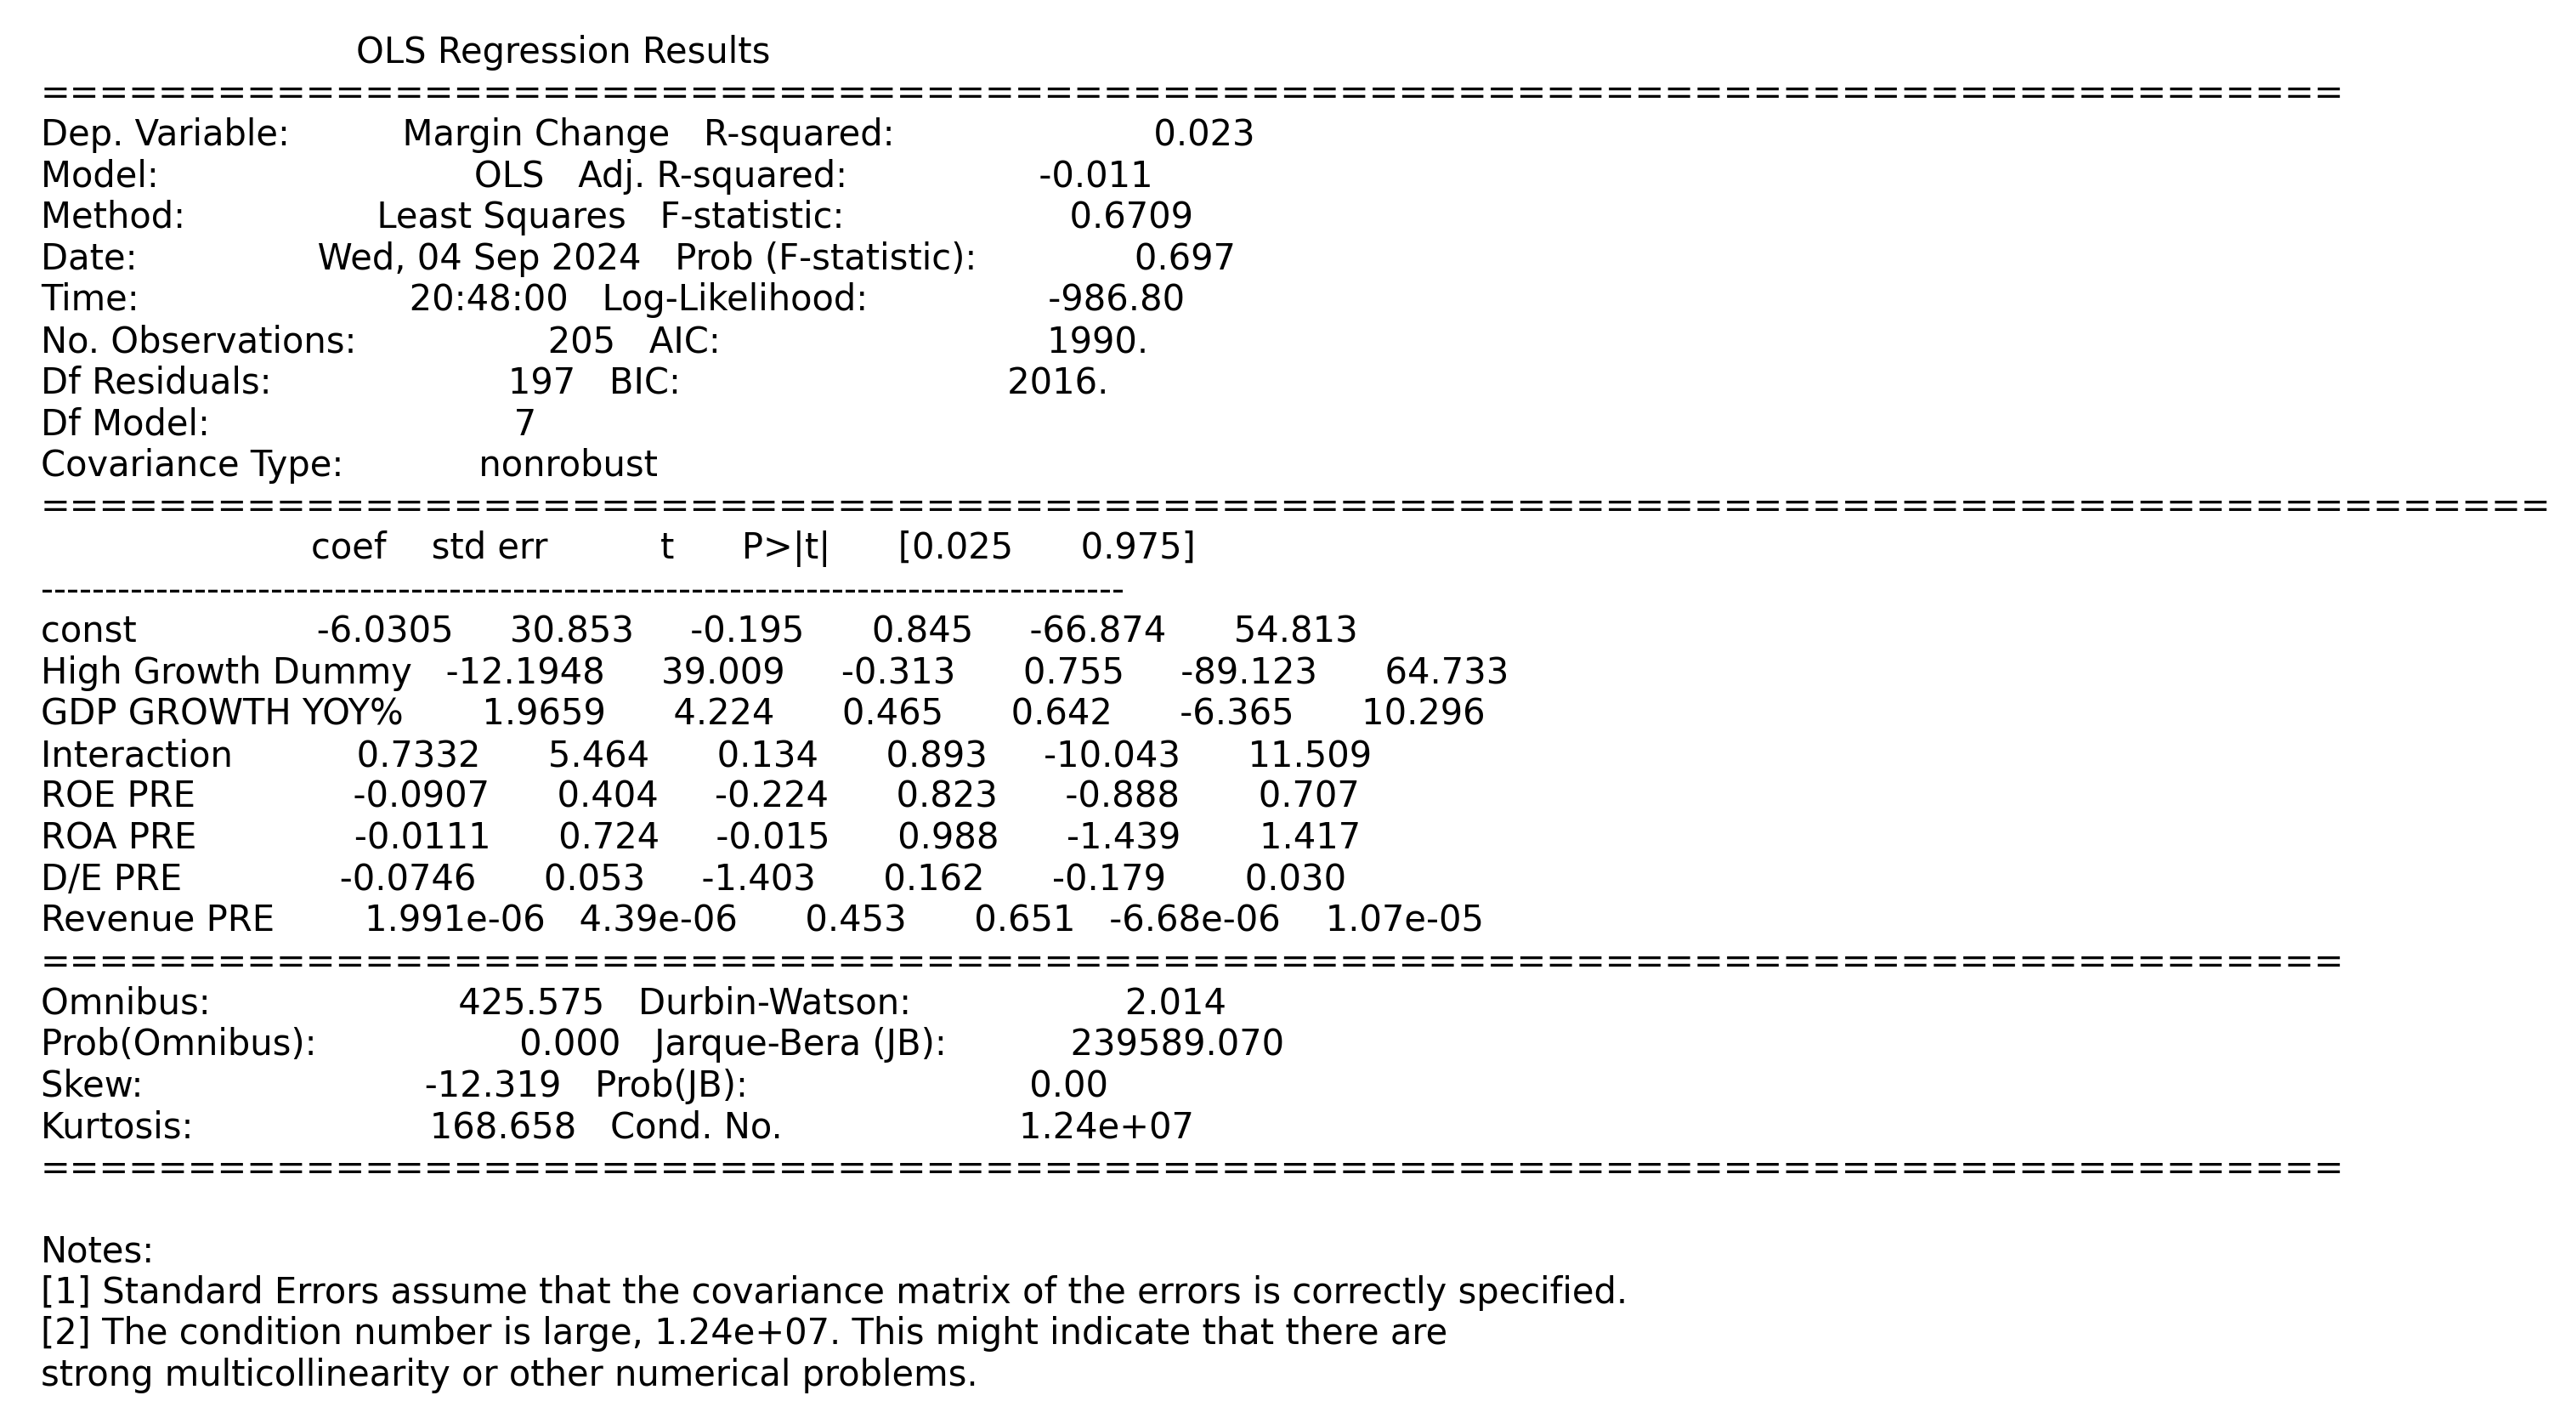 OLS Regression Results
==============================================================================
Dep. Variable: Margin Change R-squared: 0.023
Model: OLS Adj. R-squared: -0.011
Method: Least Squares F-statistic: 0.6709
Date: Wed, 04 Sep 2024 Prob (F-statistic): 0.697
Time: 20:48:00 Log-Likelihood: -986.80
No. Observations: 205 AIC: 1990.
Df Residuals: 197 BIC: 2016.
Df Model: 7
Covariance Type: nonrobust
=====================================================================================
coef std err t P>|t| [0.025 0.975]
-------------------------------------------------------------------------------------
const -6.0305 30.853 -0.195 0.845 -66.874 54.813
High Growth Dummy -12.1948 39.009 -0.313 0.755 -89.123 64.733
GDP GROWTH YOY% 1.9659 4.224 0.465 0.642 -6.365 10.296
Interaction 0.7332 5.464 0.134 0.893 -10.043 11.509
ROE PRE -0.0907 0.404 -0.224 0.823 -0.888 0.707
ROA PRE -0.0111 0.724 -0.015 0.988 -1.439 1.417
D/E PRE -0.0746 0.053 -1.403 0.162 -0.179 0.030
Revenue PRE 1.991e-06 4.39e-06 0.453 0.651 -6.68e-06 1.07e-05
==============================================================================
Omnibus: 425.575 Durbin-Watson: 2.014
Prob(Omnibus): 0.000 Jarque-Bera (JB): 239589.070
Skew: -12.319 Prob(JB): 0.00
Kurtosis: 168.658 Cond. No. 1.24e+07
==============================================================================
Notes:
[1] Standard Errors assume that the covariance matrix of the errors is correctly specified.
[2] The condition number is large, 1.24e+07. This might indicate that there are
strong multicollinearity or other numerical problems.